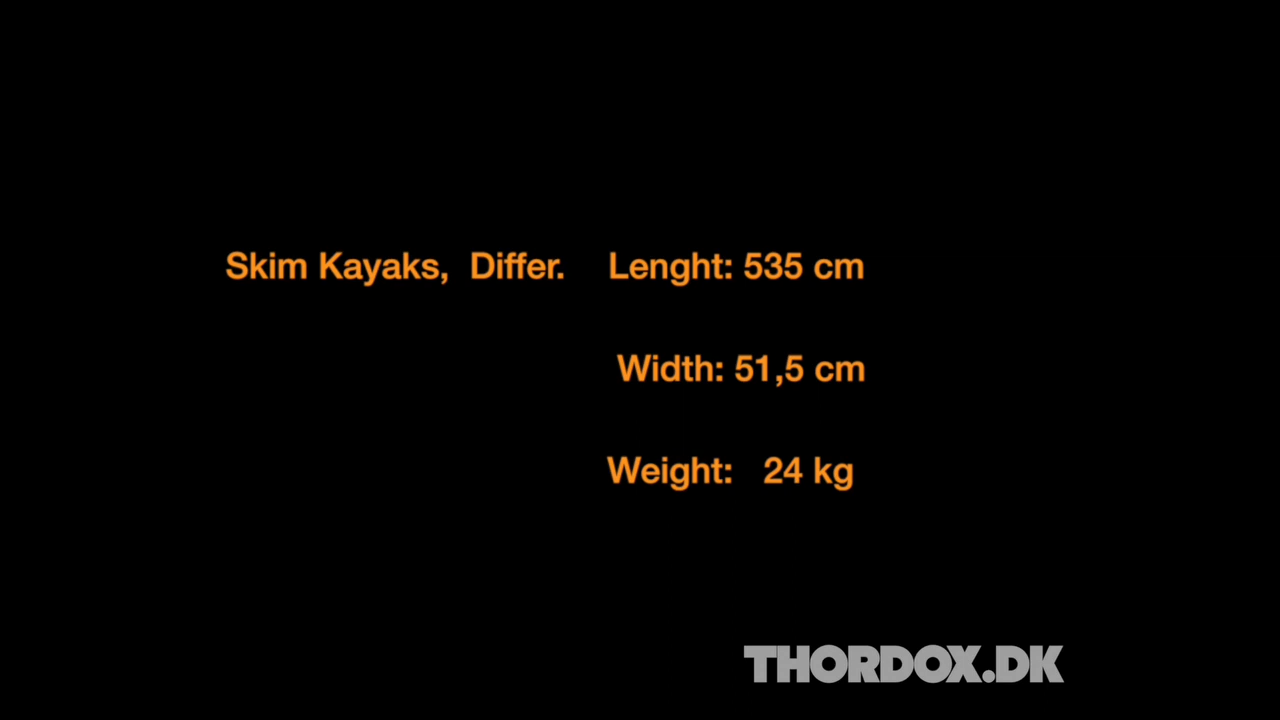 Skim Kayaks,  Differ.  Lenght: 535 cm
Width: 51,5 cm
Weight:  24 kg
THORDOX.DK